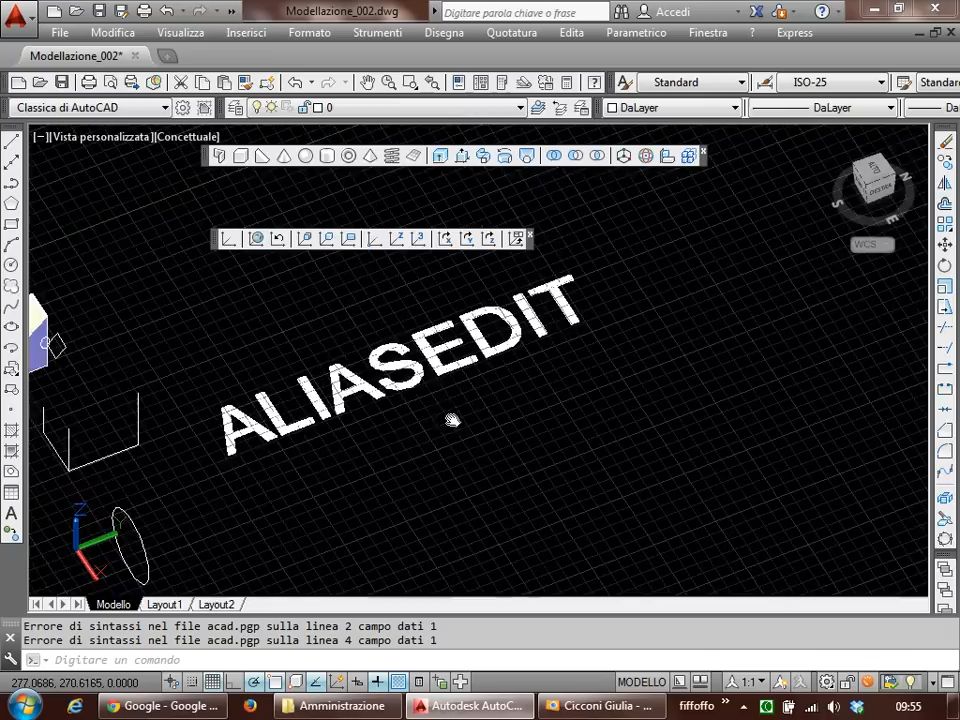 Modellazione_002.dwg
Digitare parola chiave o frase
Accedi
File Modifica Visualizza Inserisci Formato Strumenti Disegna Quotatura Edita Parametrico Finestra ? Express
Modellazione_002*
Standard
ISO-25
Standard
Classica di AutoCAD
0
DaLayer
DaLayer
[−][Vista personalizzata][Concettuale]
ALTO
DESTRA
N
S
E
WCS
Z
X
Y
Z
3
ALIASEDIT
Z
Y
X
A
Modello Layout1 Layout2
Errore di sintassi nel file acad.pgp sulla linea 2 campo dati 1
Errore di sintassi nel file acad.pgp sulla linea 4 campo dati 1
Digitare un comando
277.0686, 270.6165, 0.0000
MODELLO
1:1
Google - Google ...
Amministrazione
Autodesk AutoC...
Cicconi Giulia - ...
fiffoffo
09:55